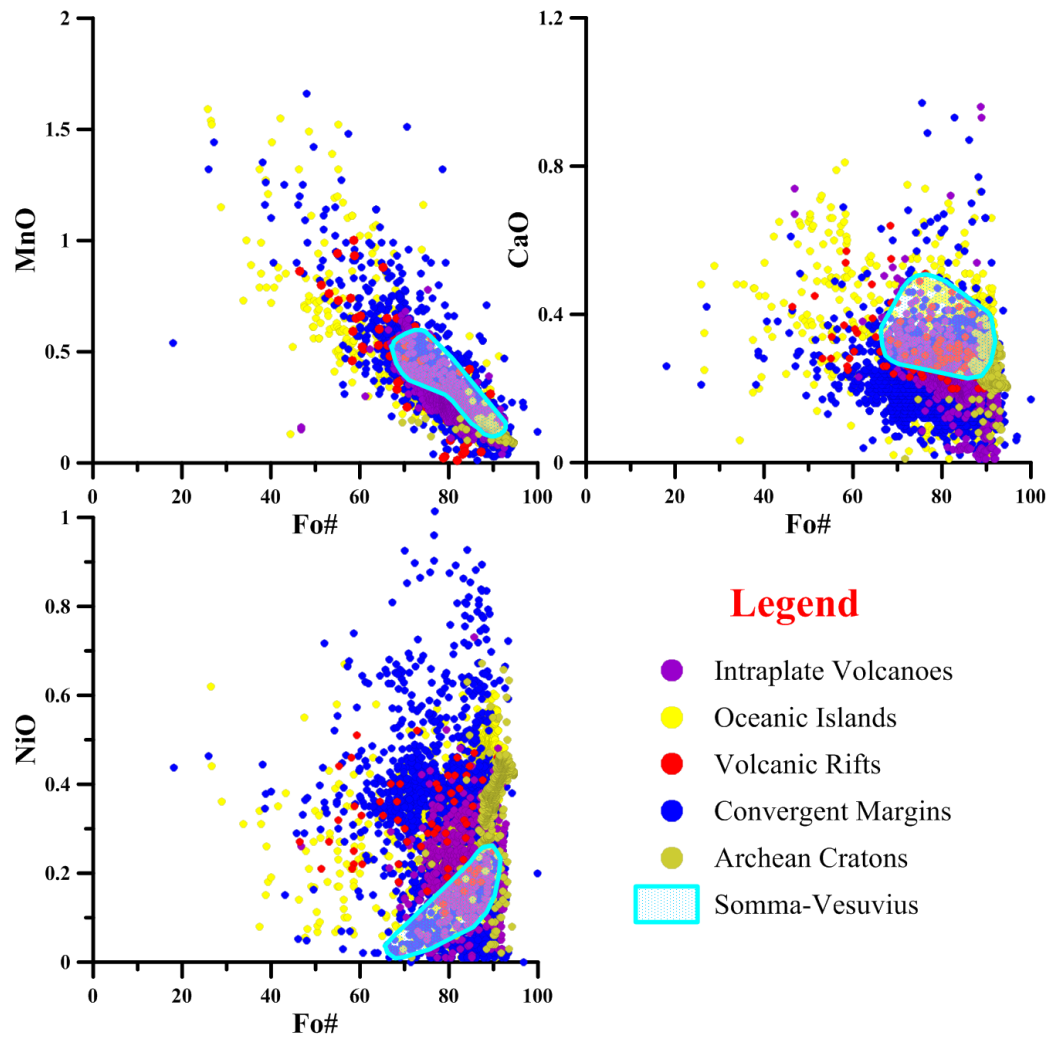 2
1.5
1
0.5
0
MnO
0 20 40 60 80 100
Fo#
1.2
0.8
0.4
0
CaO
0 20 40 60 80 100
Fo#
1
0.8
0.6
0.4
0.2
0
NiO
0 20 40 60 80 100
Fo#
Legend
Intraplate Volcanoes
Oceanic Islands
Volcanic Rifts
Convergent Margins
Archean Cratons
Somma-Vesuvius